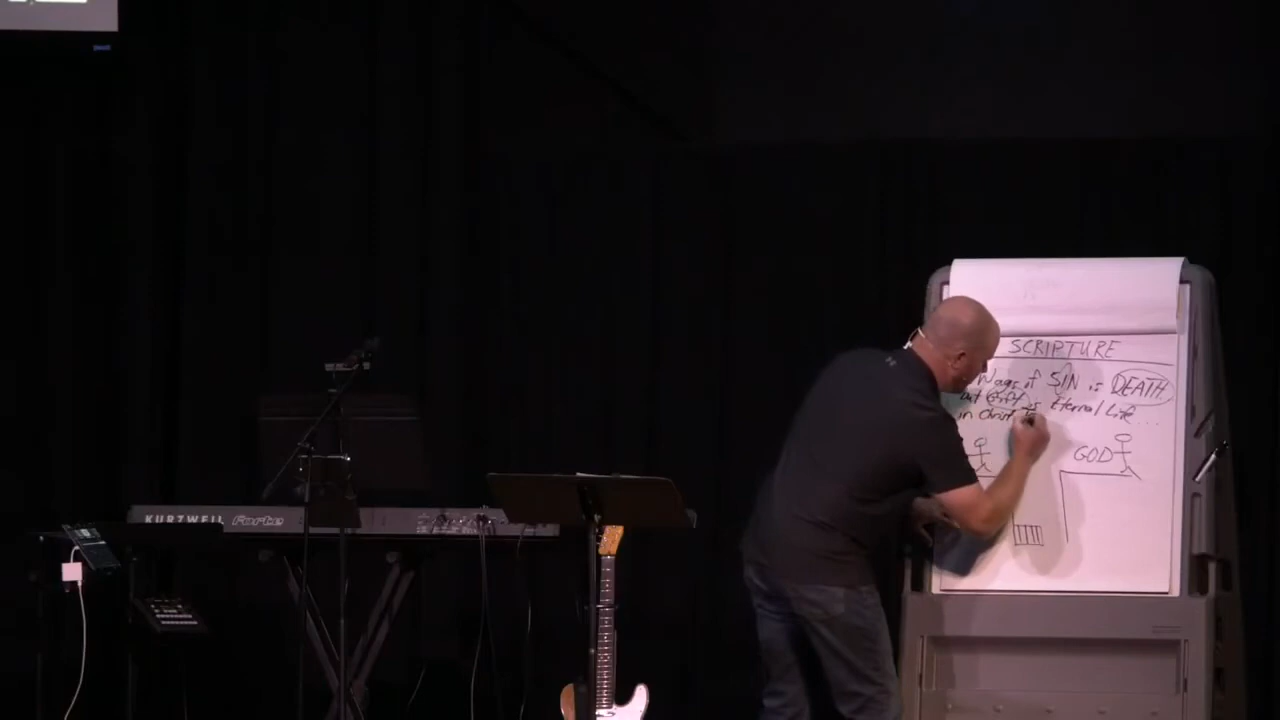 SCRIPTURE
Wages of SIN is DEATH
but Gift is Eternal Life...
in Christ
GOD
KURZWEIL forte